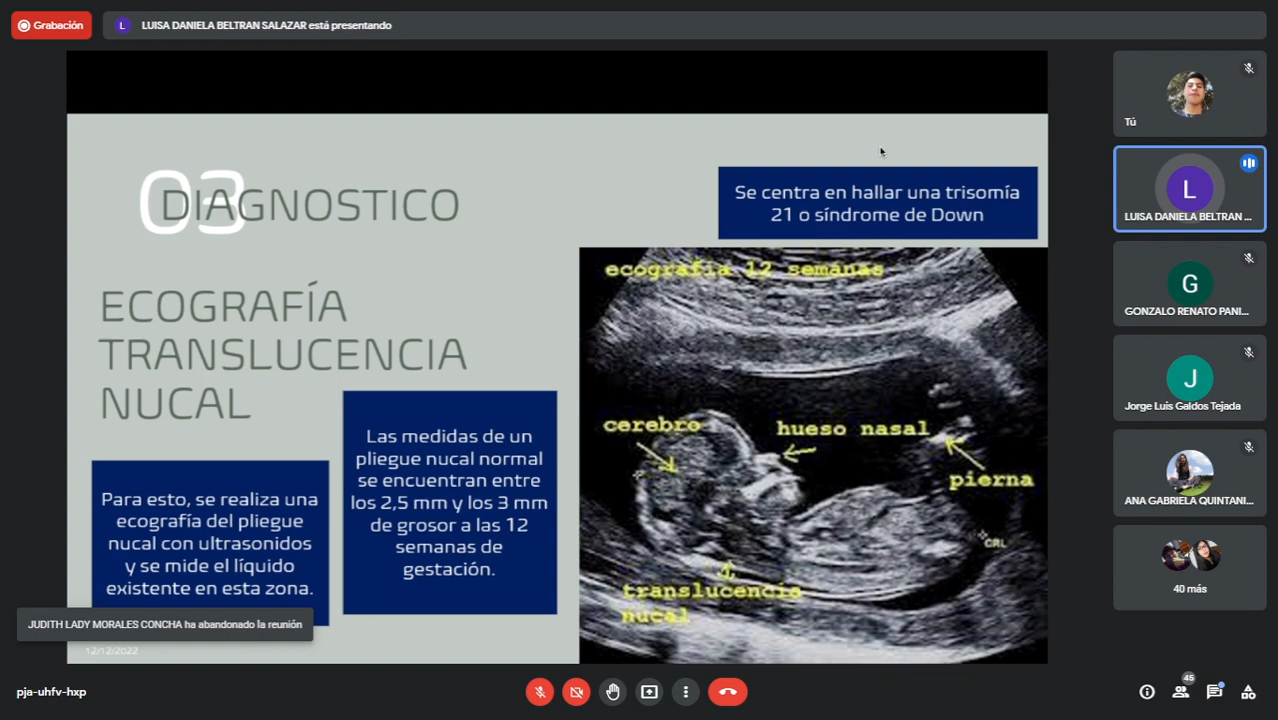 Grabación
L
LUISA DANIELA BELTRAN SALAZAR está presentando
03
DIAGNOSTICO
Se centra en hallar una trisomía
21 o síndrome de Down
ECOGRAFÍA
TRANSLUCENCIA
NUCAL
Las medidas de un
pliegue nucal normal
se encuentran entre
los 2,5 mm y los 3 mm
de grosor a las 12
semanas de
gestación.
Para esto, se realiza una
ecografía del pliegue
nucal con ultrasonidos
y se mide el líquido
existente en esta zona.
ecografia 12 semanas
cerebro
hueso nasal
pierna
CRL
translucencia
nucal
12/12/2022
JUDITH LADY MORALES CONCHA ha abandonado la reunión
Tú
L
LUISA DANIELA BELTRAN ...
G
GONZALO RENATO PANI...
J
Jorge Luis Galdos Tejada
ANA GABRIELA QUINTANI...
40 más
pja-uhfv-hxp
45